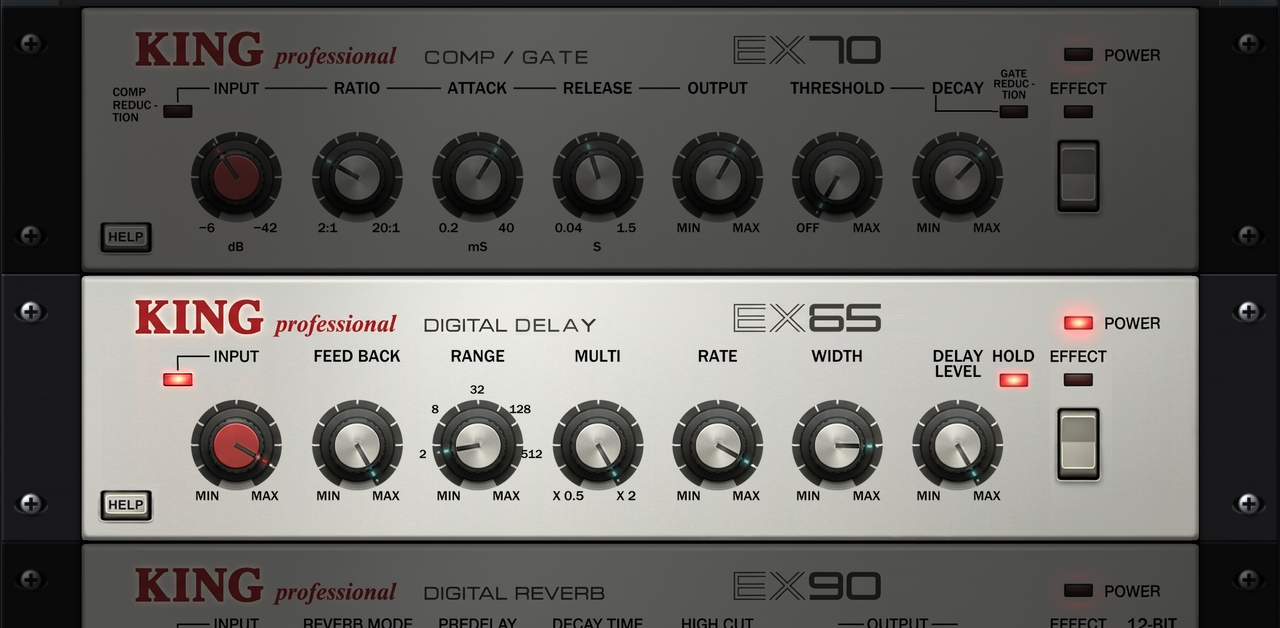 KING professional COMP / GATE EX70 POWER
COMP REDUC - TION INPUT RATIO ATTACK RELEASE OUTPUT THRESHOLD DECAY GATE REDUC - TION EFFECT
-6 -42 2:1 20:1 0.2 40 0.04 1.5 MIN MAX OFF MAX MIN MAX
HELP dB mS S
KING professional DIGITAL DELAY EX65 POWER
INPUT FEED BACK RANGE MULTI RATE WIDTH DELAY LEVEL HOLD EFFECT
32
8 128
2 512
MIN MAX MIN MAX MIN MAX X 0.5 X 2 MIN MAX MIN MAX MIN MAX
HELP
KING professional DIGITAL REVERB EX90 POWER
INPUT REVERB MODE PREDELAY DECAY TIME HIGH CUT OUTPUT EFFECT 12-BIT